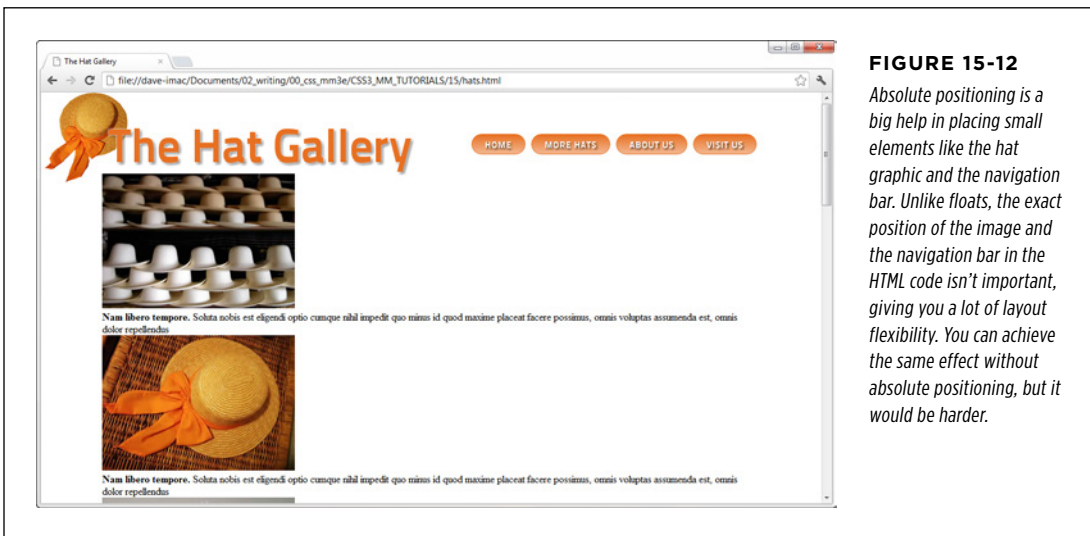 The Hat Gallery
file://dave-imac/Documents/02_writing/00_css_mm3e/CSS3_MM_TUTORIALS/15/hats.html
The Hat Gallery
HOME
MORE HATS
ABOUT US
VISIT US
Nam libero tempore. Soluta nobis est eligendi optio cumque nihil impedit quo minus id quod maxime placeat facere possimus, omnis voluptas assumenda est, omnis
dolor repellendus
Nam libero tempore. Soluta nobis est eligendi optio cumque nihil impedit quo minus id quod maxime placeat facere possimus, omnis voluptas assumenda est, omnis
dolor repellendus
FIGURE 15-12
Absolute positioning is a
big help in placing small
elements like the hat
graphic and the navigation
bar. Unlike floats, the exact
position of the image and
the navigation bar in the
HTML code isn’t important,
giving you a lot of layout
flexibility. You can achieve
the same effect without
absolute positioning, but it
would be harder.